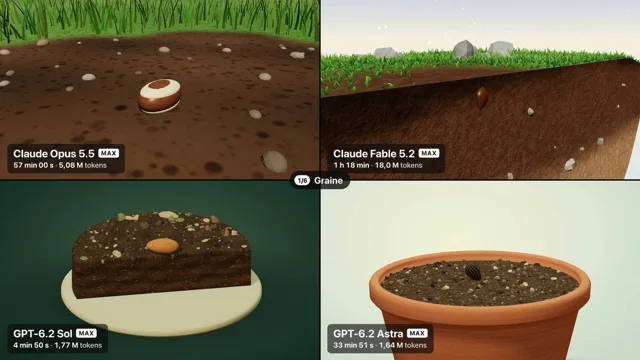 Claude Opus 5.5 MAX
57 min 00 s · 5,08 M tokens
Claude Fable 5.2 MAX
1 h 18 min · 18,0 M tokens
1/6 Graine
GPT-6.2 Sol MAX
4 min 50 s · 1,77 M tokens
GPT-6.2 Astra MAX
33 min 51 s · 1,64 M tokens